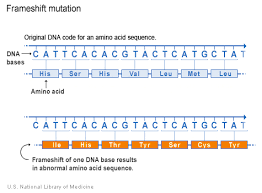 Frameshift mutation
Original DNA code for an amino acid sequence.
DNA bases
C A T T C A C A C G T A C T C A T G C T A T
His Ser His Val Leu Met Leu
Amino acid
C A T T C A C A C G T A C T C A T G C T A T
Ile His Thr Tyr Ser Cys Tyr
Frameshift of one DNA base results
in abnormal amino acid sequence.
U.S. National Library of Medicine